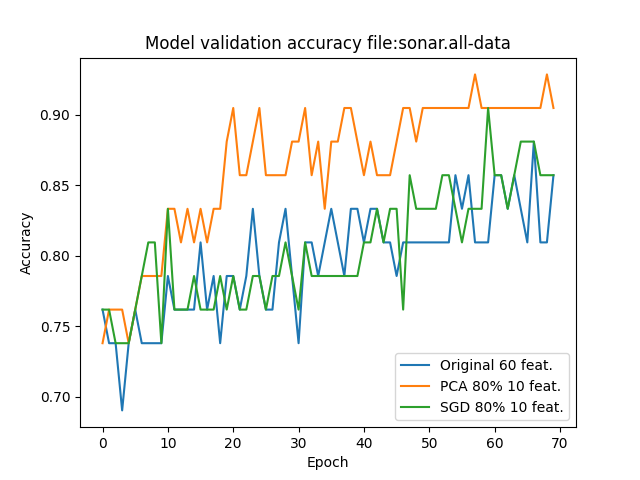 Model validation accuracy file:sonar.all-data
Accuracy
0.90
0.85
0.80
0.75
0.70
Original 60 feat.
PCA 80% 10 feat.
SGD 80% 10 feat.
0 10 20 30 40 50 60 70
Epoch